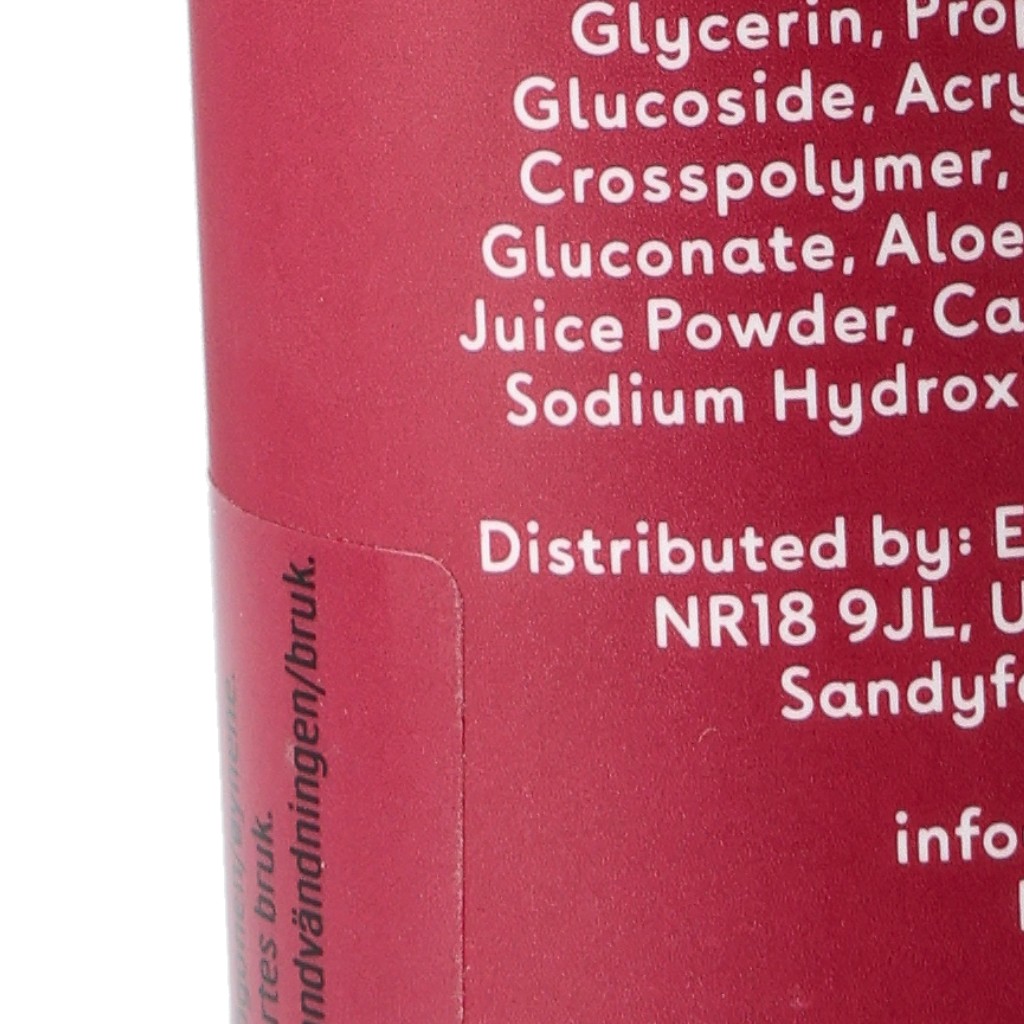 Glycerin, Prop
Glucoside, Acry
Crosspolymer,
Gluconate, Aloe
Juice Powder, Ca
Sodium Hydrox
Distributed by: E
NR18 9JL, U
Sandyfo
info
rtes bruk.
ndvändningen/bruk.